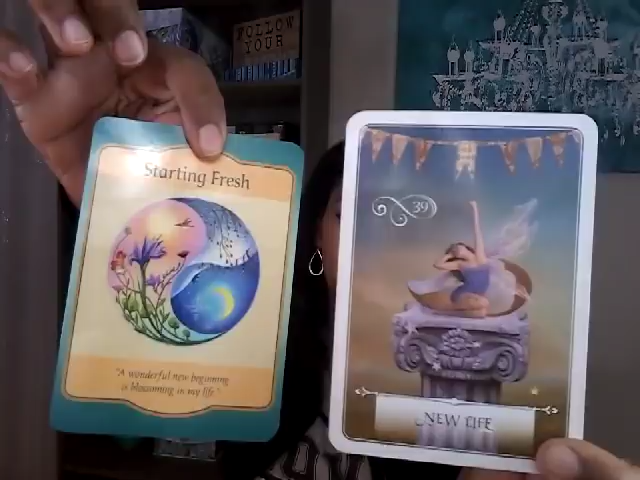 FOLLOW
YOUR
Starting Fresh
"A wonderful new beginning
is blossoming in my life."
39
NEW LIFE